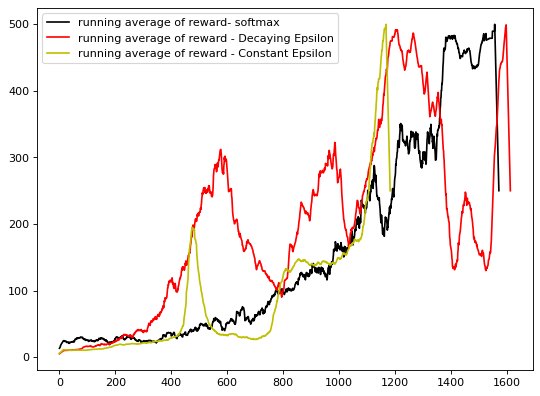 running average of reward- softmax
running average of reward - Decaying Epsilon
running average of reward - Constant Epsilon
500
400
300
200
100
0
0 200 400 600 800 1000 1200 1400 1600